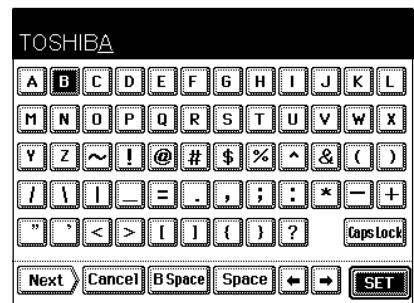 TOSHIBA
A B C D E F G H I J K L
M N O P Q R S T U V W X
Y Z ~ ! @ # $ % ^ & ( )
/ \ | _ = . , ; : * − +
" ' < > [ ] { } ? Caps Lock
Next Cancel B Space Space ← → SET